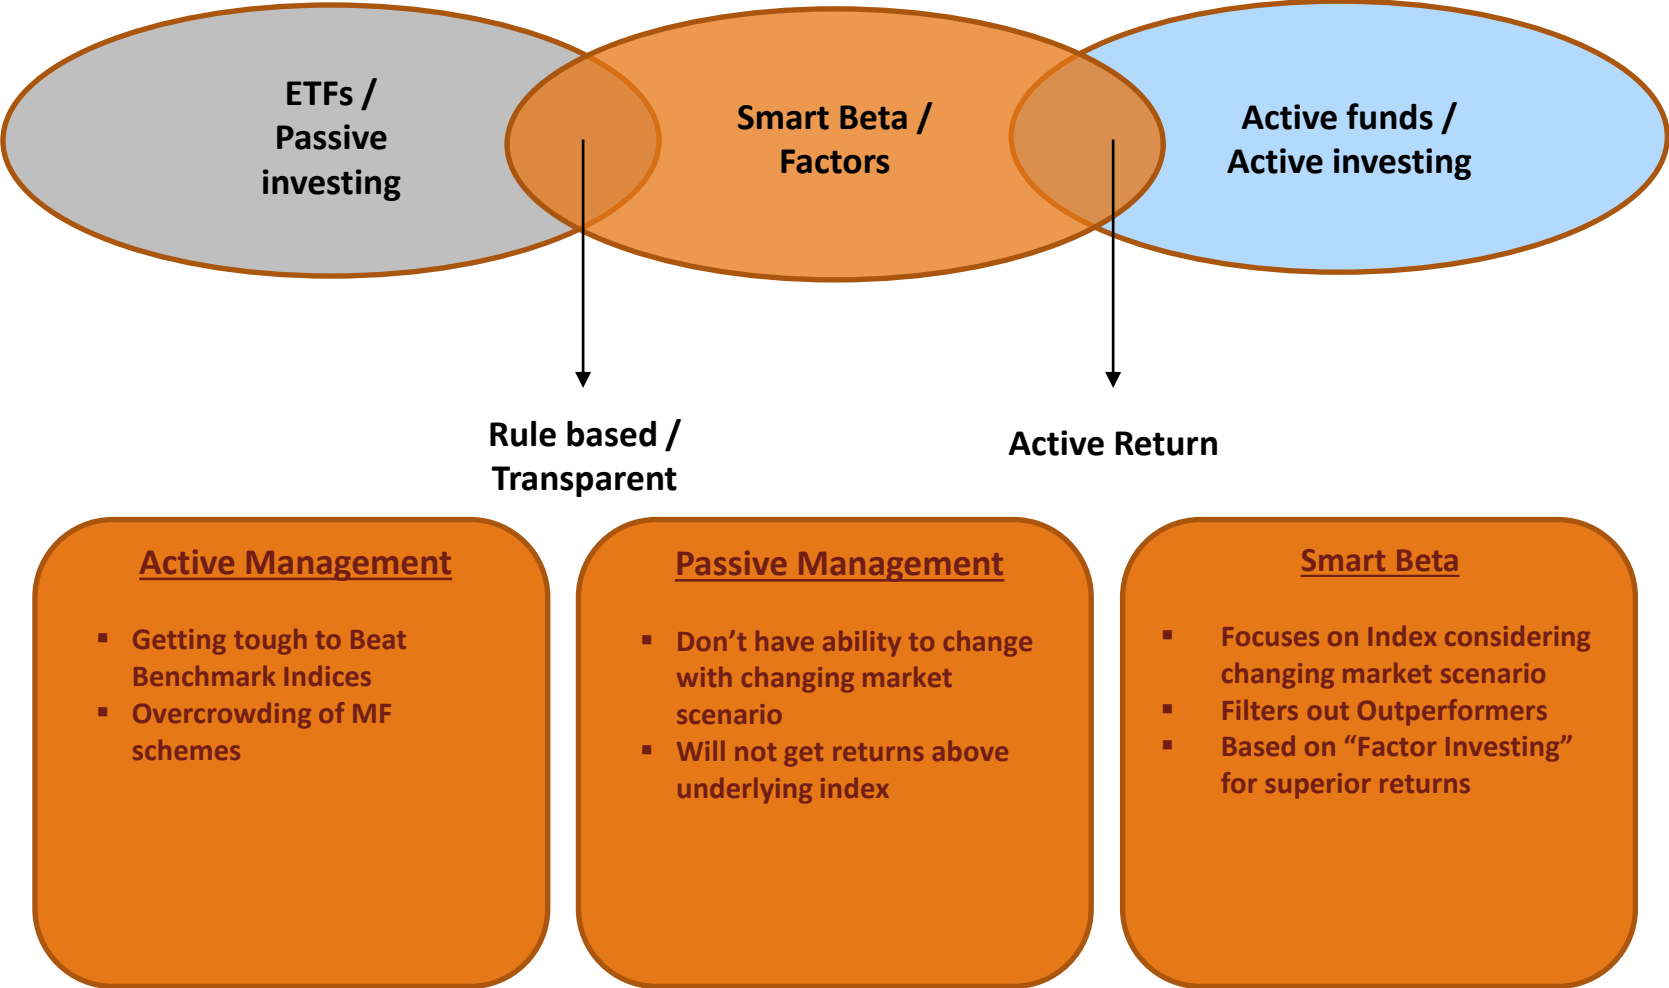 ETFs /
Passive
investing
Smart Beta /
Factors
Active funds /
Active investing
Rule based /
Transparent
Active Return
Active Management
▪ Getting tough to Beat
Benchmark Indices
▪ Overcrowding of MF
schemes
Passive Management
▪ Don’t have ability to change
with changing market
scenario
▪ Will not get returns above
underlying index
Smart Beta
▪ Focuses on Index considering
changing market scenario
▪ Filters out Outperformers
▪ Based on “Factor Investing”
for superior returns